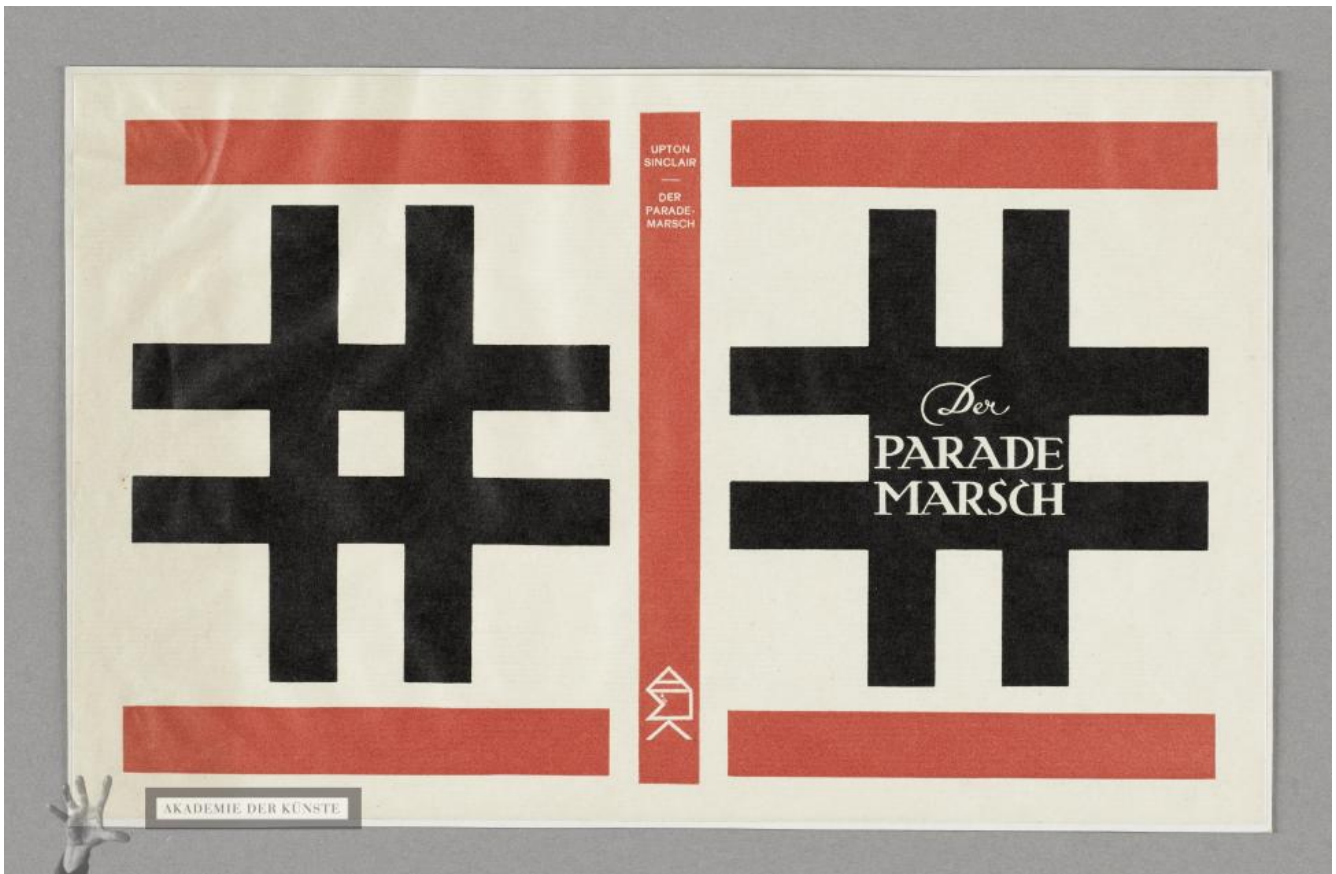 UPTON
SINCLAIR
DER
PARADE-
MARSCH
Der
PARADE
MARSCH
AKADEMIE DER KÜNSTE